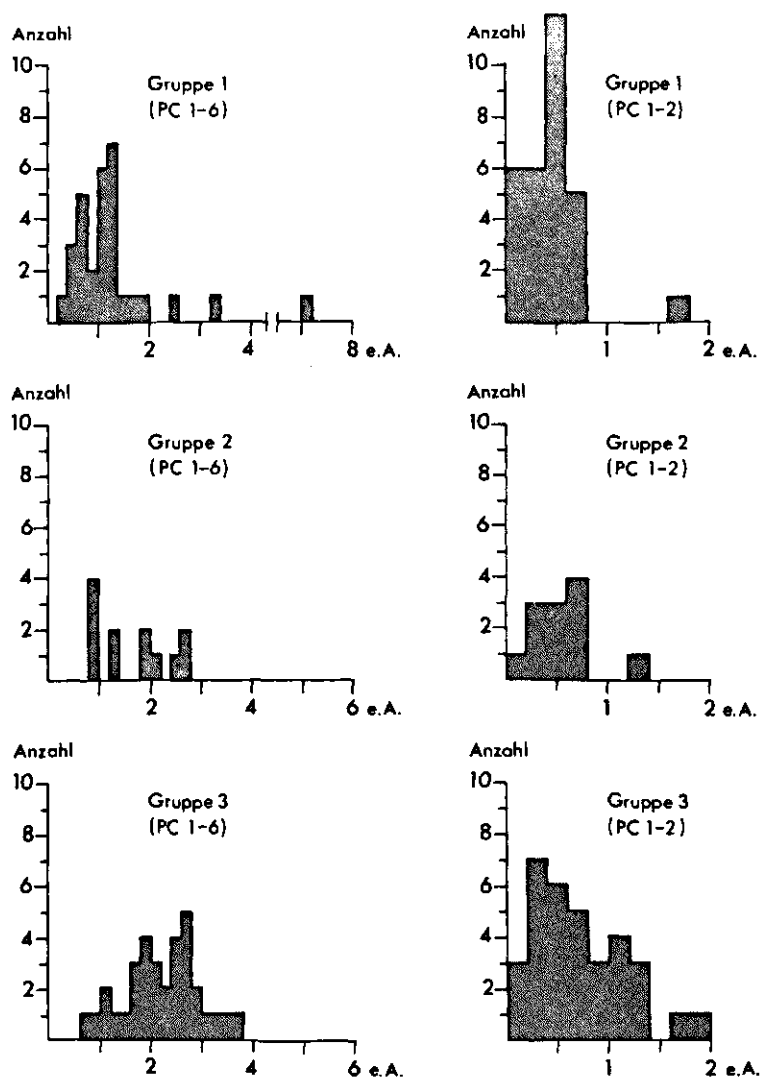 Anzahl
10
8
6
4
2
Gruppe 1
(PC 1-6)
2
4
8 e.A.
Anzahl
10
8
6
4
2
Gruppe 1
(PC 1-2)
1
2 e.A.
Anzahl
10
8
6
4
2
Gruppe 2
(PC 1-6)
2
4
6 e.A.
Anzahl
10
8
6
4
2
Gruppe 2
(PC 1-2)
1
2 e.A.
Anzahl
10
8
6
4
2
Gruppe 3
(PC 1-6)
2
4
6 e.A.
Anzahl
10
8
6
4
2
Gruppe 3
(PC 1-2)
1
2 e.A.